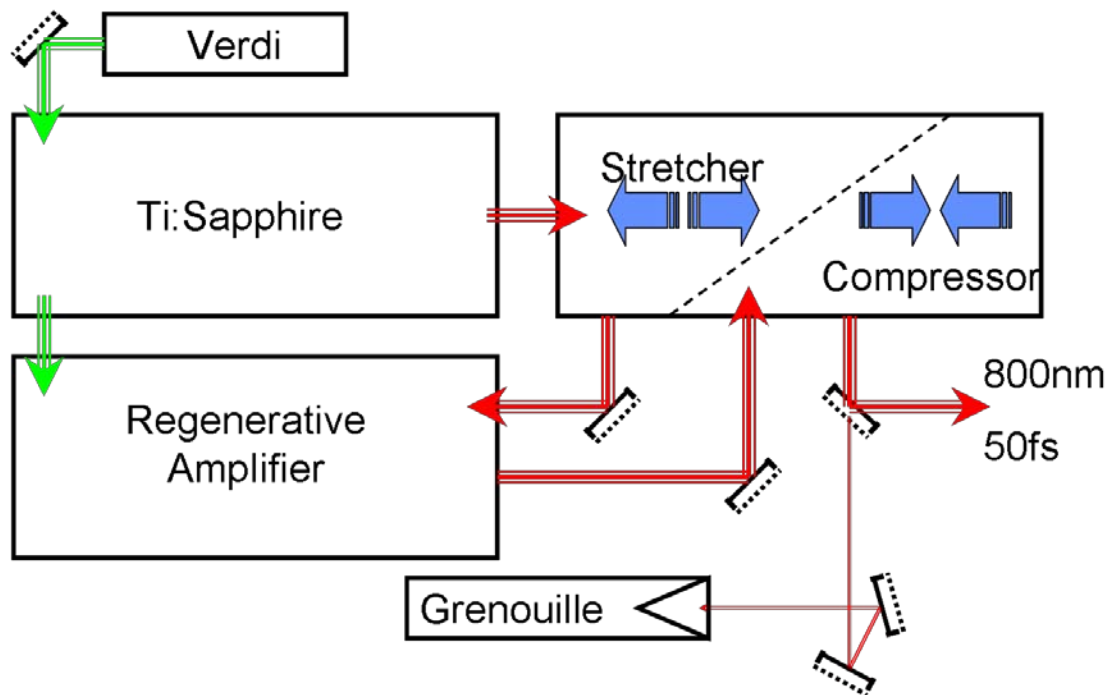 Verdi
Ti:Sapphire
Stretcher
Compressor
Regenerative
Amplifier
800nm
50fs
Grenouille